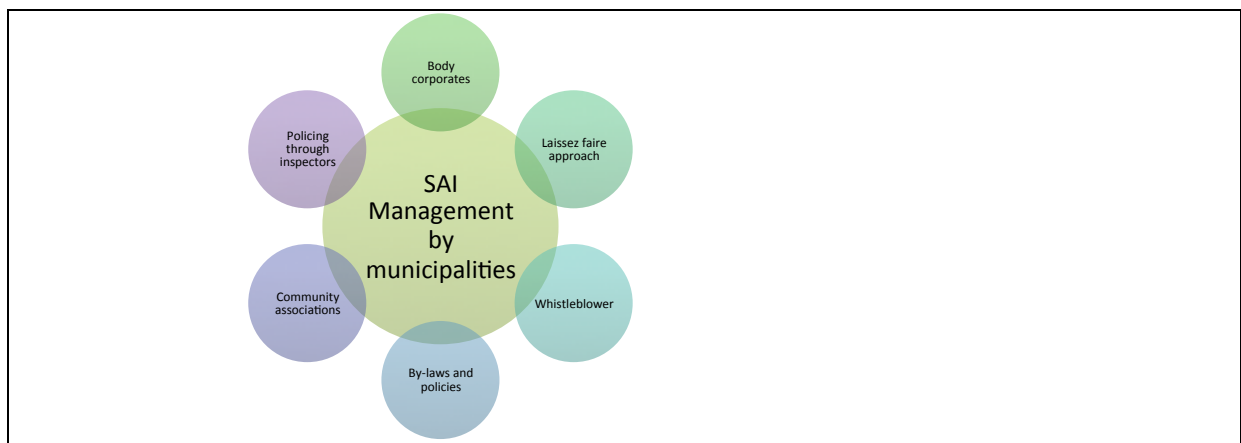 Body
corporates
Policing
through
inspectors
Laissez faire
approach
SAI
Management
by
municipalities
Community
associations
Whistleblower
By-laws and
policies